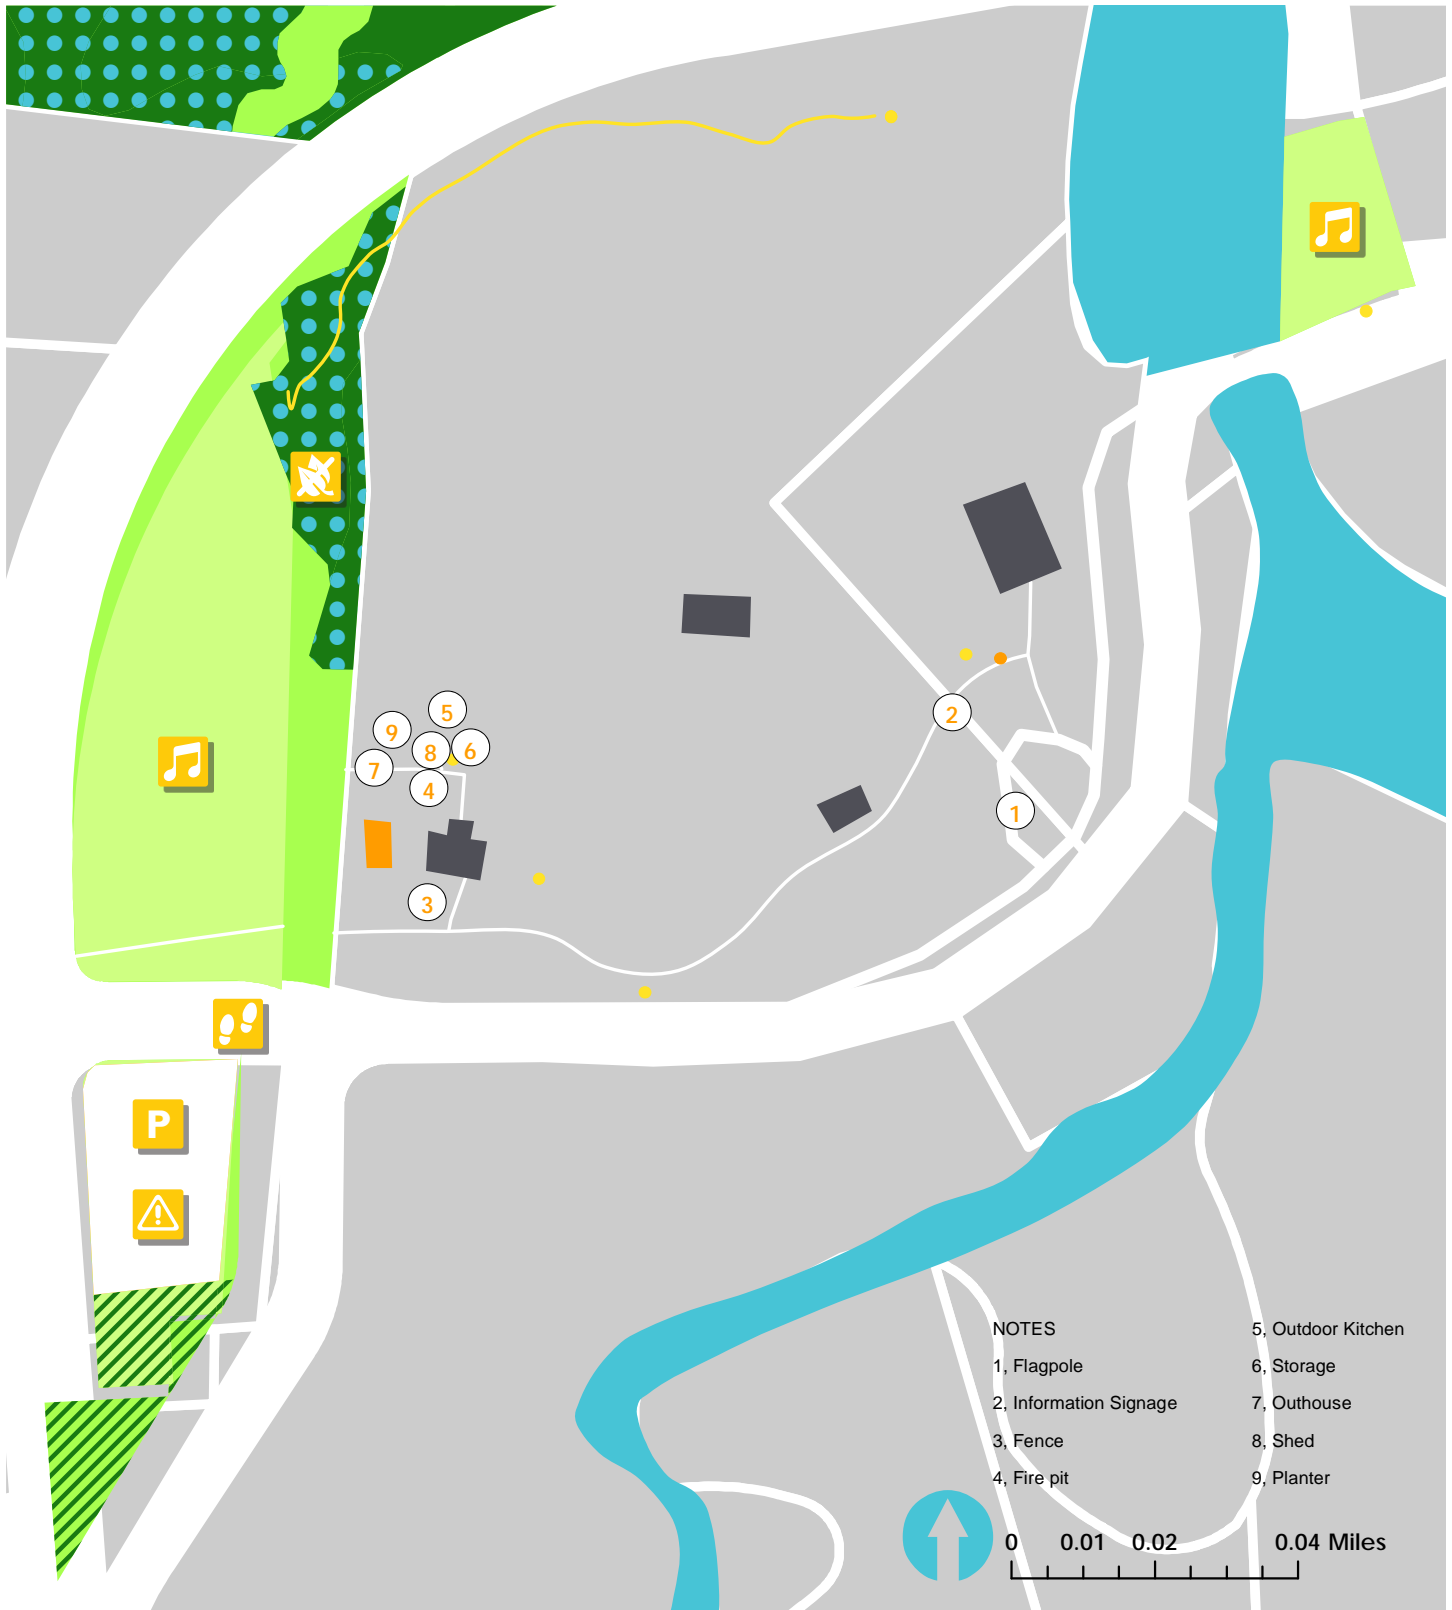 5
9
8
6
7
4
3
2
1
P
NOTES
1, Flagpole
2, Information Signage
3, Fence
4, Fire pit
5, Outdoor Kitchen
6, Storage
7, Outhouse
8, Shed
9, Planter
0 0.01 0.02 0.04 Miles